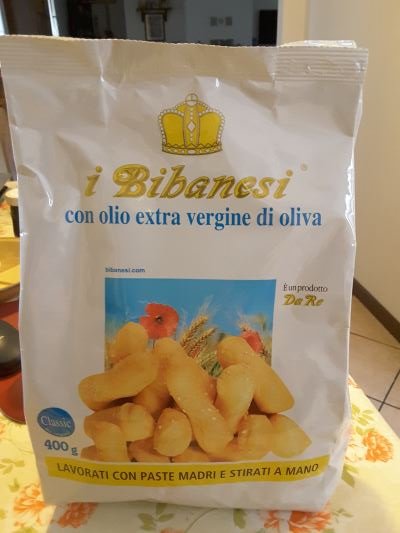 i Bibanesi®
con olio extra vergine di oliva
bibanesi.com
È un prodotto
Da Re
Classic
400 g
LAVORATI CON PASTE MADRI E STIRATI A MANO